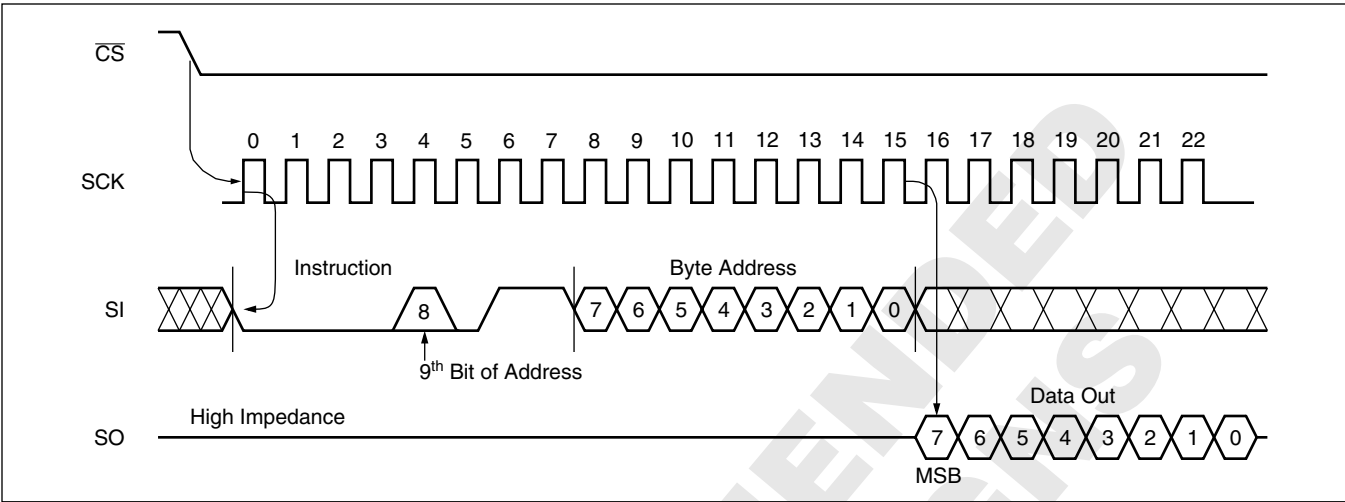 CS
0 1 2 3 4 5 6 7 8 9 10 11 12 13 14 15 16 17 18 19 20 21 22
SCK
Instruction Byte Address
SI 8 7 6 5 4 3 2 1 0
9th Bit of Address
High Impedance Data Out
SO 7 6 5 4 3 2 1 0
MSB